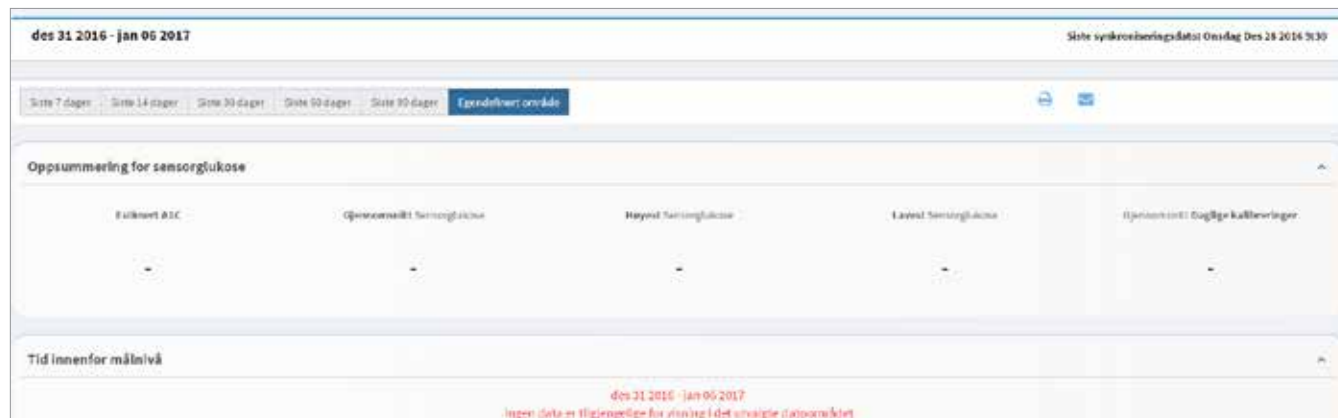 des 31 2016 - jan 06 2017
Siste synkroniseringsdato: Onsdag Des 28 2016 9:30
Siste 7 dager Siste 14 dager Siste 30 dager Siste 60 dager Siste 90 dager Egendefinert område
Oppsummering for sensorglukose
Estimert A1C Gjennomsnitt Sensorglukose Høyest Sensorglukose Lavest Sensorglukose Gjennomsnitt Daglige kalibreringer
- - - - -
Tid innenfor målnivå
des 31 2016 - jan 06 2017
Ingen data er tilgjengelige for visning i det utvalgte datoområdet